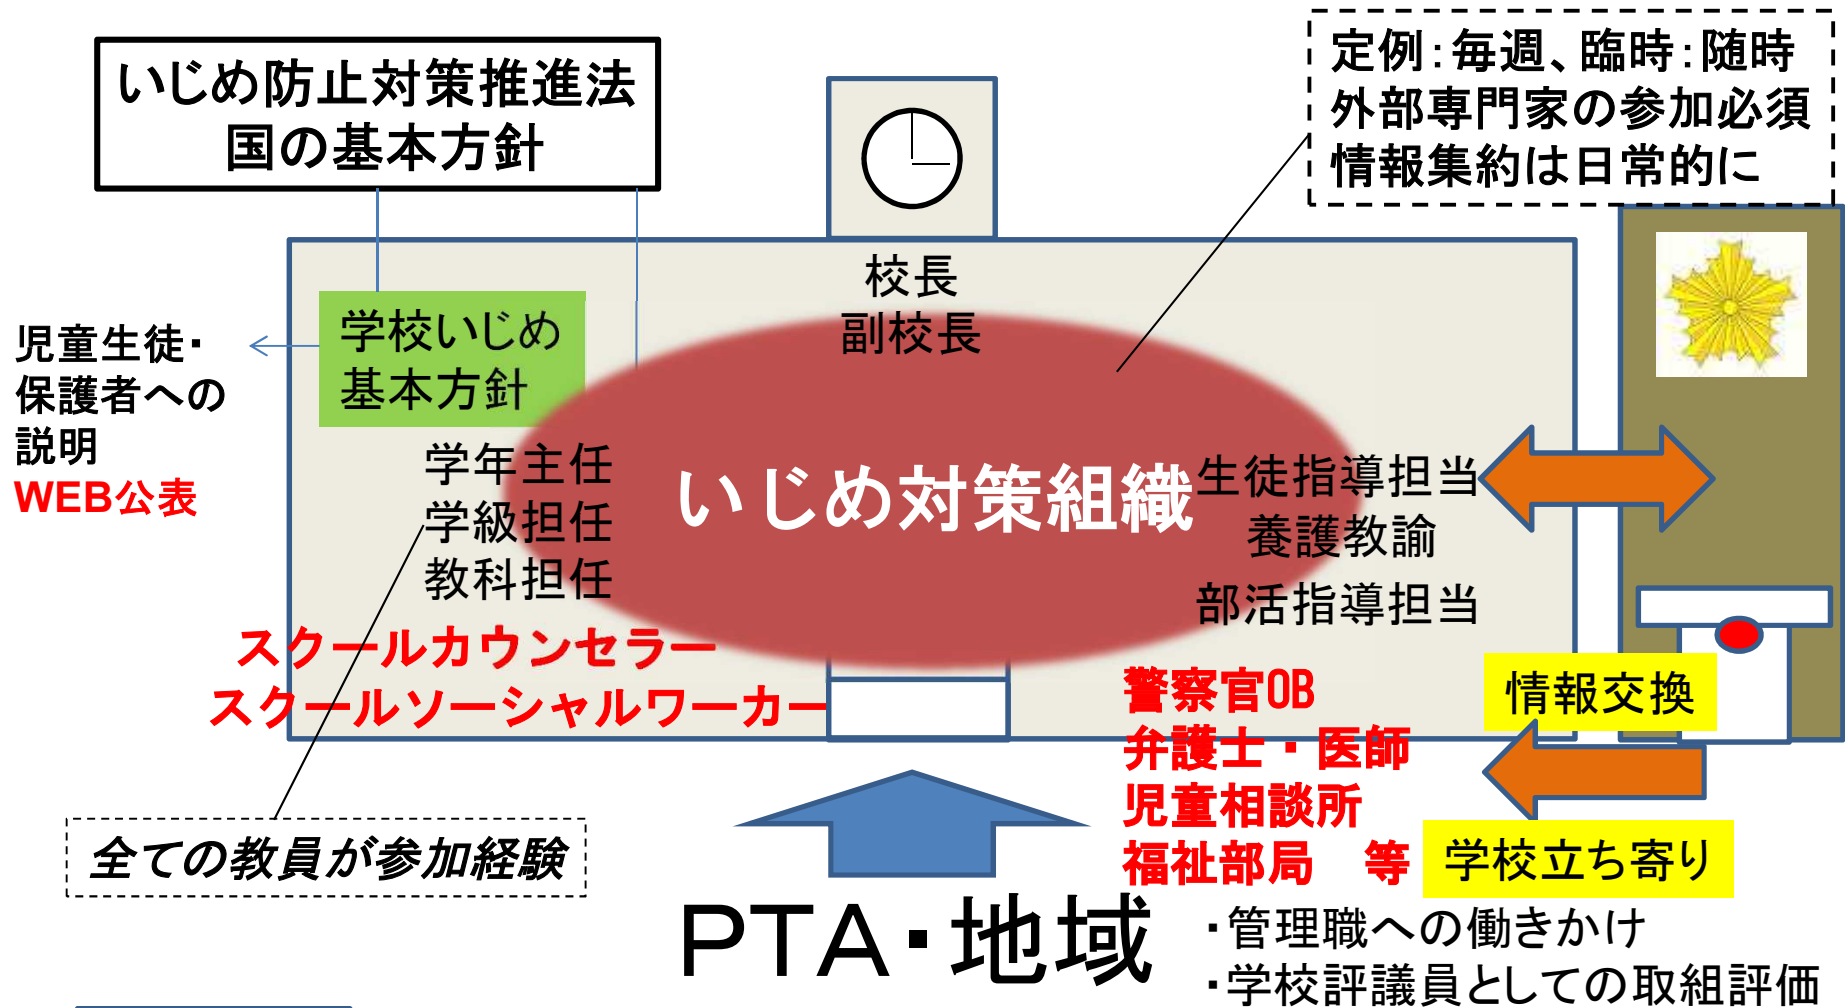 いじめ防止対策推進法
国の基本方針
定例：毎週、臨時：随時
外部専門家の参加必須
情報集約は日常的に
校長
副校長
学校いじめ
基本方針
児童生徒・
保護者への
説明
WEB公表
学年主任
学級担任
教科担任
いじめ対策組織
生徒指導担当
養護教諭
部活指導担当
スクールカウンセラー
スクールソーシャルワーカー
警察官OB
弁護士・医師
児童相談所
福祉部局　等
情報交換
学校立ち寄り
全ての教員が参加経験
ＰＴＡ・地域
・管理職への働きかけ
・学校評議員としての取組評価